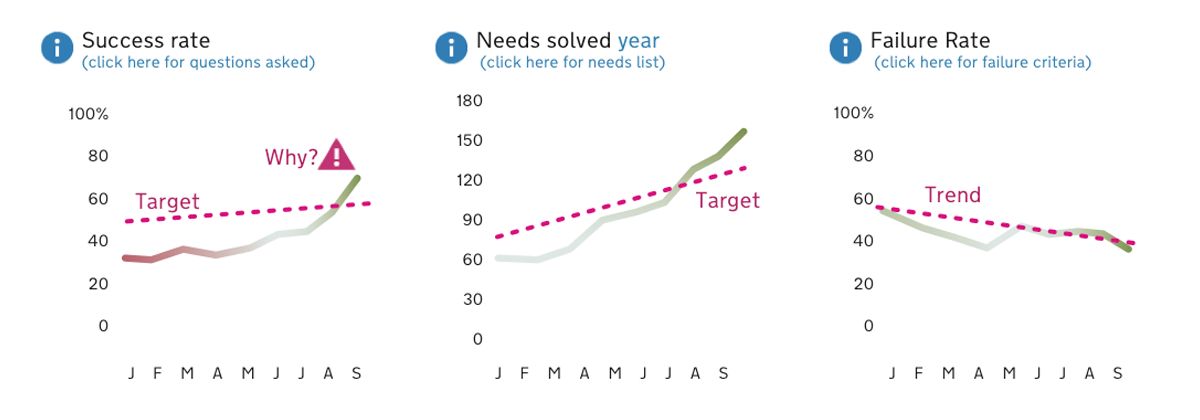 Success rate
(click here for questions asked)
100%
80
60
40
20
0
Why?
Target
J F M A M J J A S
Needs solved year
(click here for needs list)
180
150
120
90
60
30
0
Target
J F M A M J J A S
Failure Rate
(click here for failure criteria)
100%
80
60
40
20
0
Trend
J F M A M J J A S